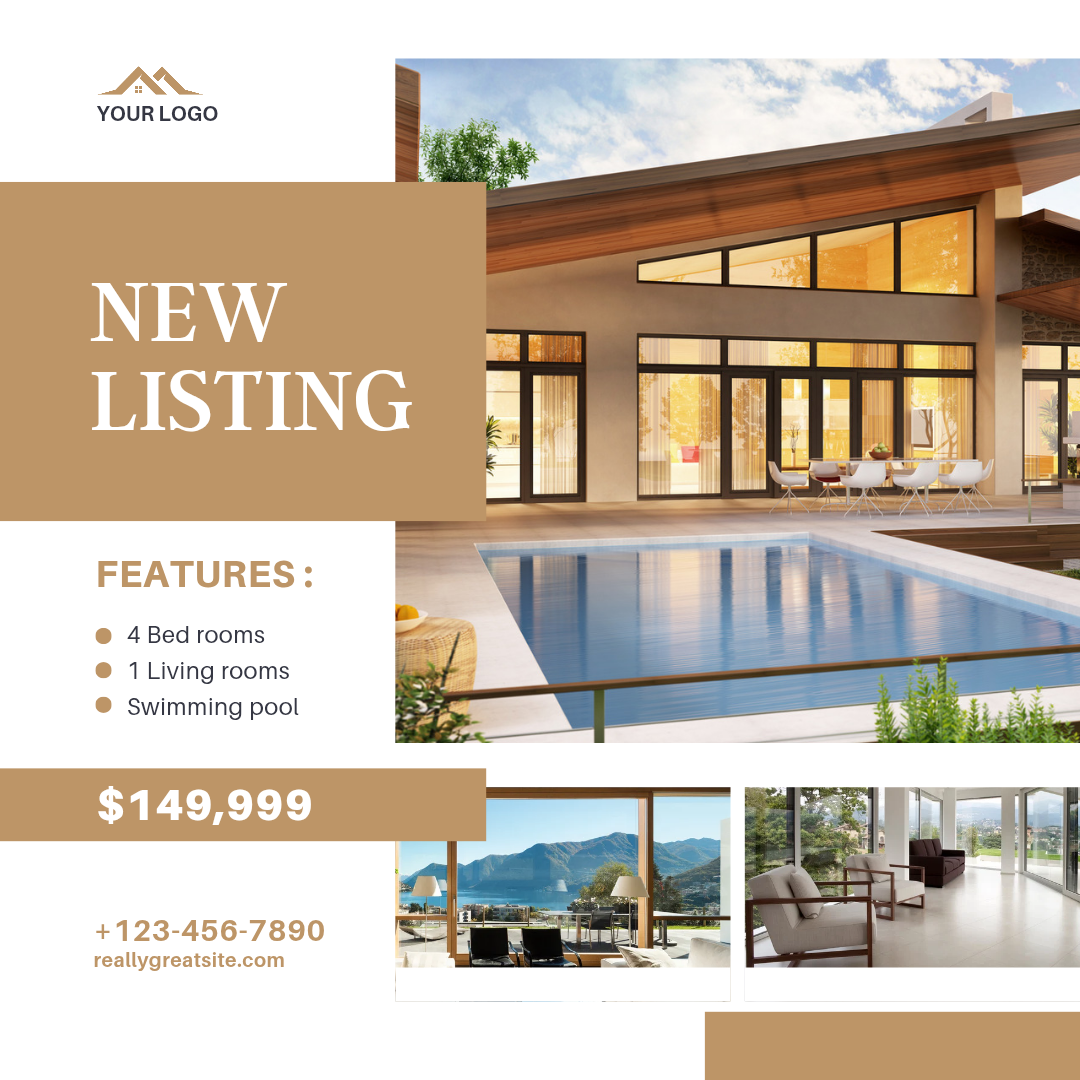 YOUR LOGO
NEW
LISTING
FEATURES :
4 Bed rooms
1 Living rooms
Swimming pool
$149,999
+123-456-7890
reallygreatsite.com